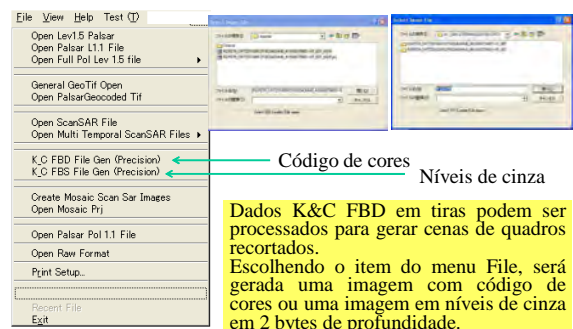 File View Help Test (T)
Open Lev1.5 Palsar
Open Palsar L1.1 File
Open Full Pol Lev 1.5 file
General GeoTif Open
Open PalsarGeocoded Tif
Open ScanSAR File
Open Multi Temporal ScanSAR Files
K_C FBD File Gen (Precision)
K_C FBS File Gen (Precision)
Create Mosaic Scan Sar Images
Open Mosaic Prj
Open Palsar Pol 1.1 File
Open Raw Format
Print Setup...
Recent File
Exit
Código de cores
Níveis de cinza
Dados K&C FBD em tiras podem ser
processados para gerar cenas de quadros
recortados.
Escolhendo o item do menu File, será
gerada uma imagem com código de
cores ou uma imagem em níveis de cinza
em 2 bytes de profundidade.